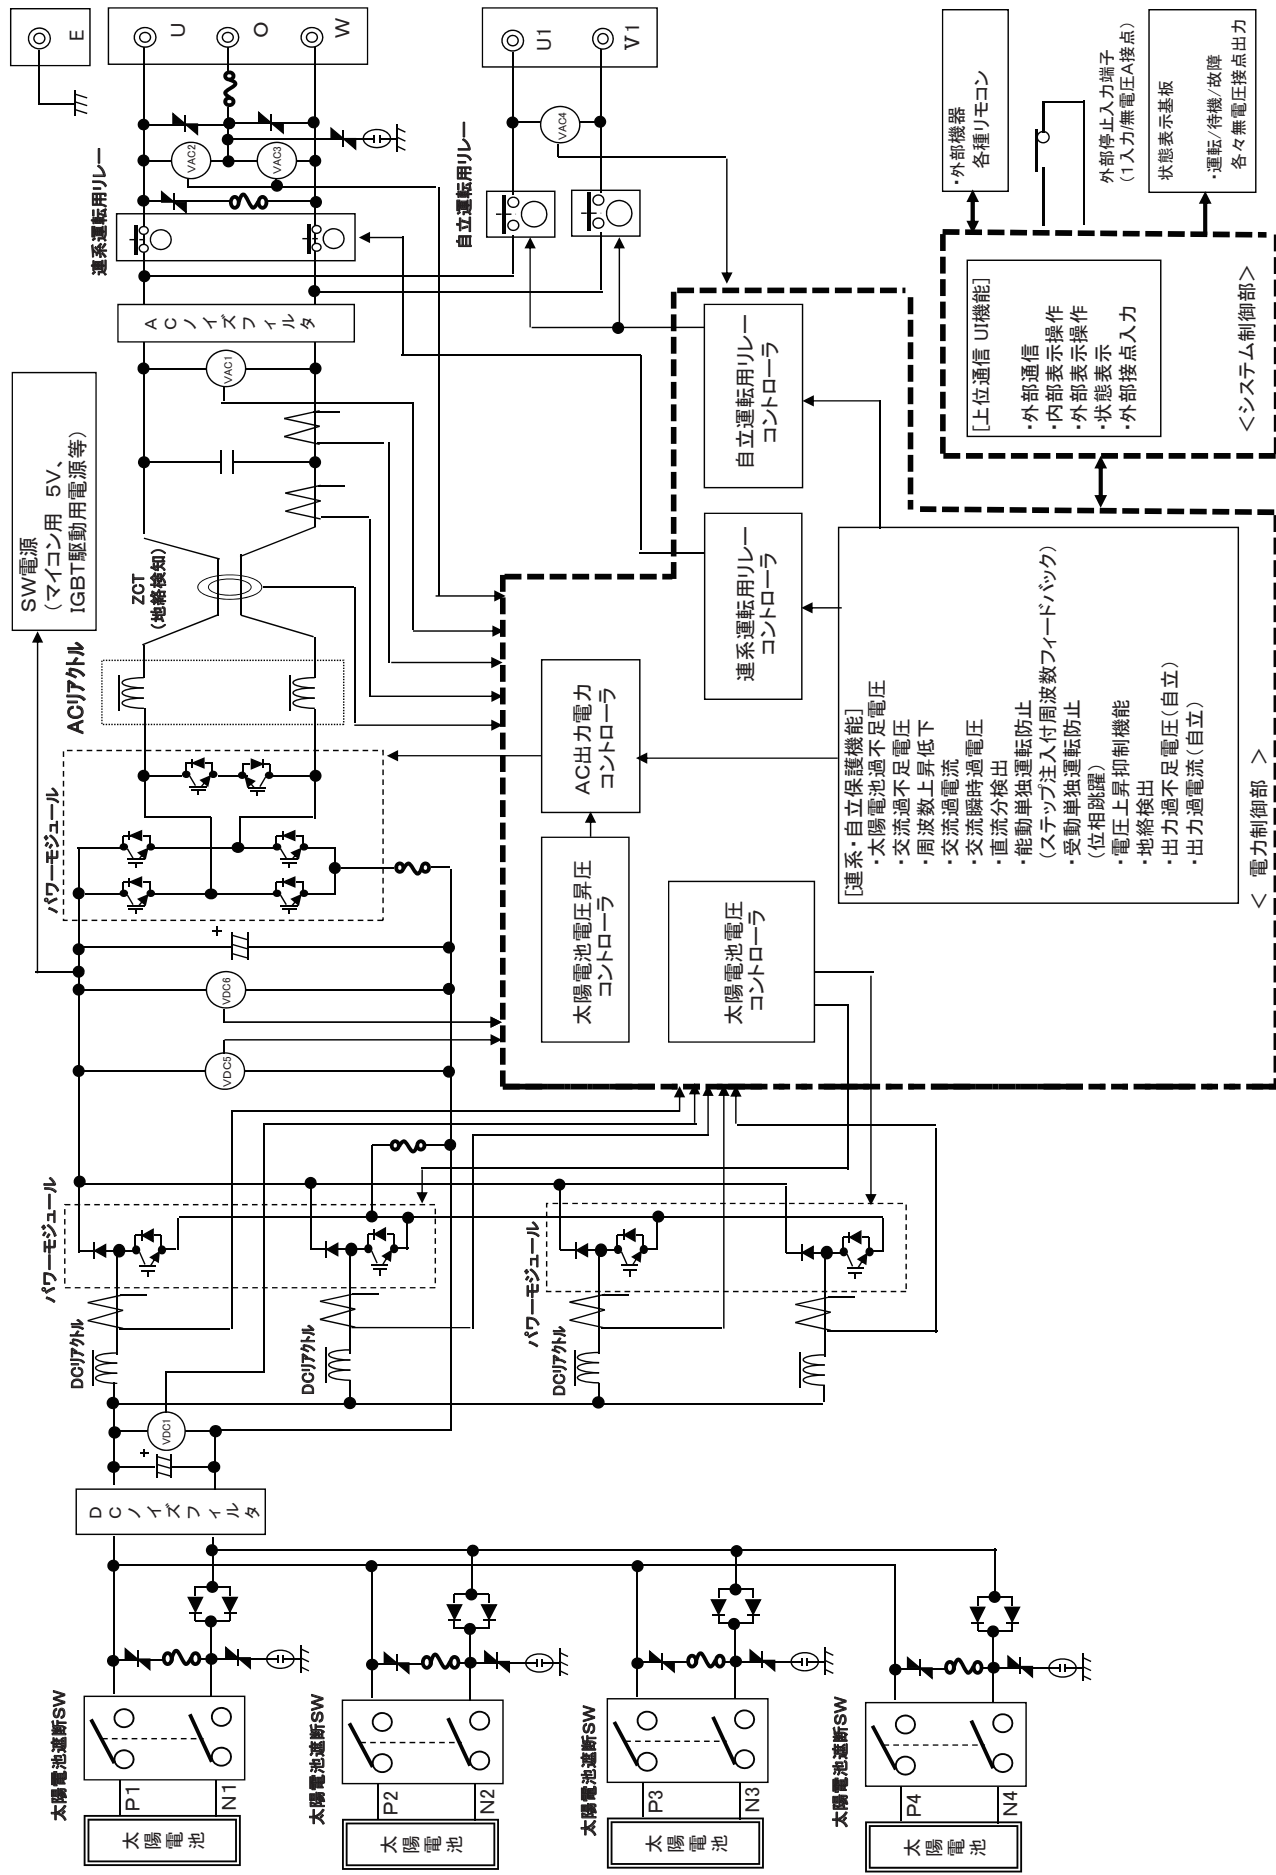 太陽電池
P1
N1
太陽電池遮断SW
太陽電池
P2
N2
太陽電池遮断SW
太陽電池
P3
N3
太陽電池遮断SW
太陽電池
P4
N4
太陽電池遮断SW
DCノイズフィルタ
+
VDC1
DCリアクトル
DCリアクトル
DCリアクトル
パワーモジュール
パワーモジュール
VDC5
VDC6
+
パワーモジュール
ACリアクトル
ZCT
(地絡検知)
SW電源
(マイコン用 5V、
IGBT駆動用電源等)
VAC1
ACノイズフィルタ
連系運転用リレー
VAC2
VAC3
E
U
O
W
自立運転用リレー
VAC4
U1
V1
太陽電池電圧昇圧
コントローラ
太陽電池電圧
コントローラ
AC出力電力
コントローラ
連系運転用リレー
コントローラ
自立運転用リレー
コントローラ
[連系・自立保護機能]
・太陽電池過不足電圧
・交流過不足電圧
・周波数上昇低下
・交流過電流
・交流瞬時過電圧
・直流分検出
・能動単独運転防止
(ステップ注入付周波数フィードバック)
・受動単独運転防止
(位相跳躍)
・電圧上昇抑制機能
・地絡検出
・出力過不足電圧(自立)
・出力過電流(自立)
< 電力制御部 >
[上位通信 UI機能]
・外部通信
・内部表示操作
・外部表示操作
・状態表示
・外部接点入力
<システム制御部>
・外部機器
各種リモコン
外部停止入力端子
(1入力/無電圧A接点)
状態表示基板
・運転/待機/故障
各々無電圧接点出力